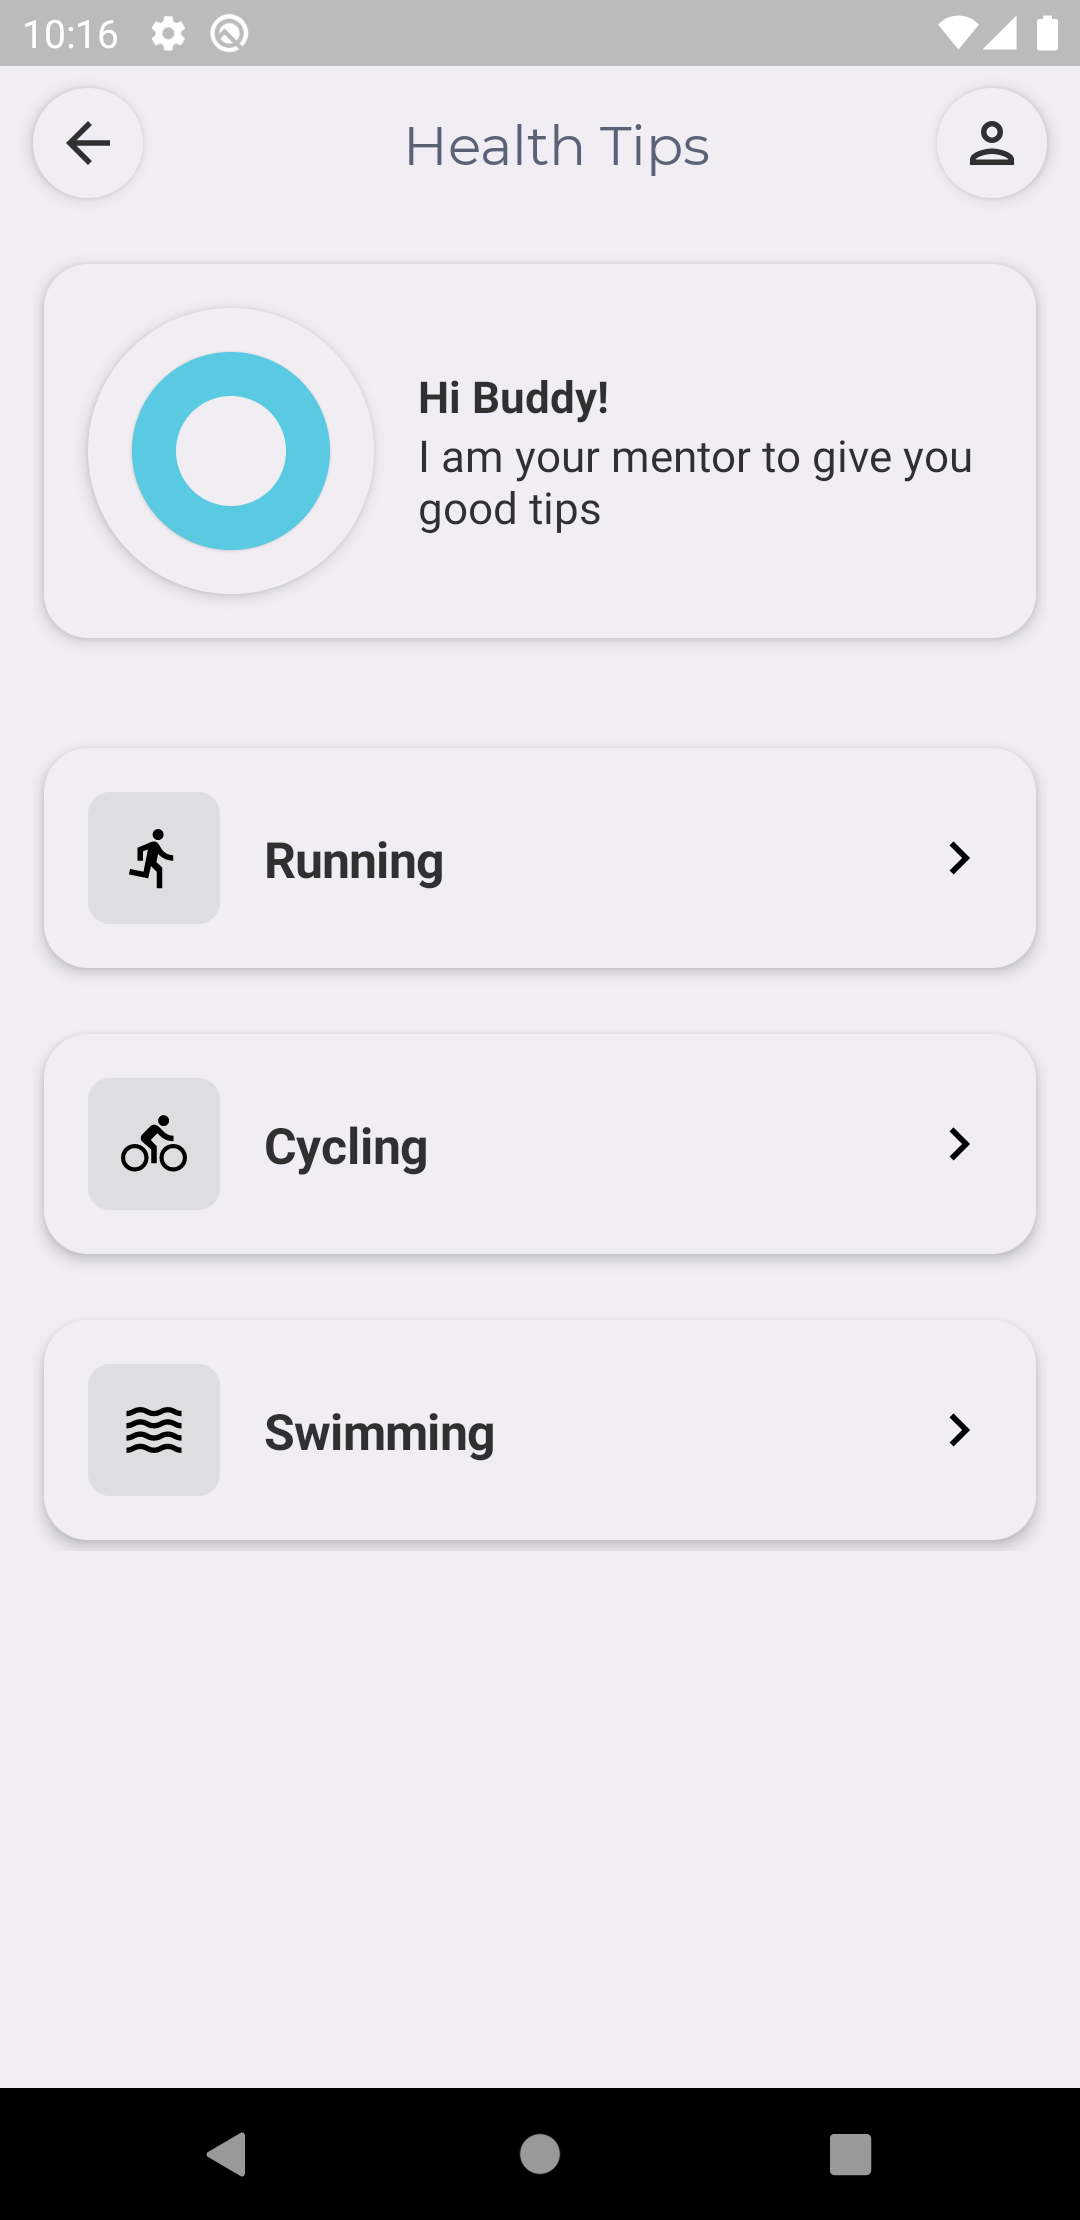 10:16
Health Tips
Hi Buddy!
I am your mentor to give you
good tips
Running
Cycling
Swimming